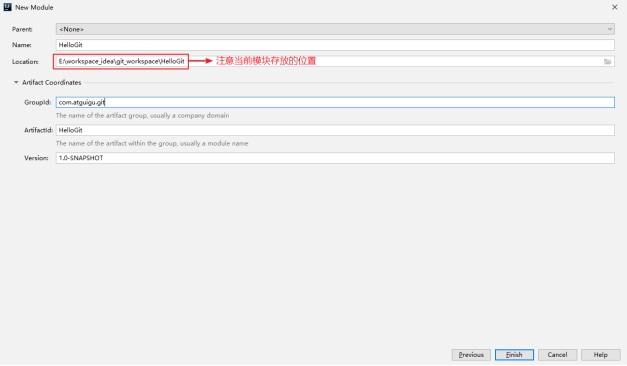 New Module
Parent: <None>
Name: HelloGit
Location: E:\workspace_idea\git_workspace\HelloGit 注意当前模块存放的位置
Artifact Coordinates
GroupId: com.atguigu.git
The name of the artifact group, usually a company domain
ArtifactId: HelloGit
The name of the artifact within the group, usually a module name
Version: 1.0-SNAPSHOT
Previous Finish Cancel Help